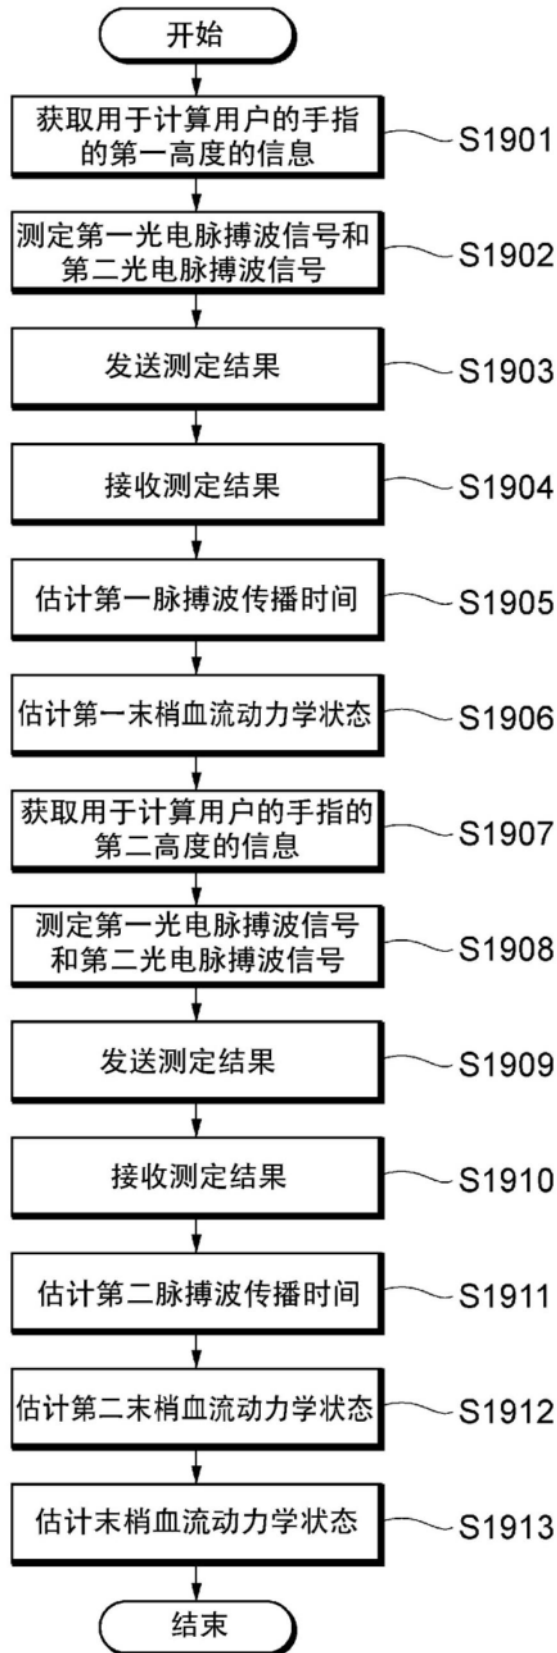 开始
获取用于计算用户的手指
的第一高度的信息
S1901
测定第一光电脉搏波信号和
第二光电脉搏波信号
S1902
发送测定结果
S1903
接收测定结果
S1904
估计第一脉搏波传播时间
S1905
估计第一末梢血流动力学状态
S1906
获取用于计算用户的手指的
第二高度的信息
S1907
测定第一光电脉搏波信号
和第二光电脉搏波信号
S1908
发送测定结果
S1909
接收测定结果
S1910
估计第二脉搏波传播时间
S1911
估计第二末梢血流动力学状态
S1912
估计末梢血流动力学状态
S1913
结束